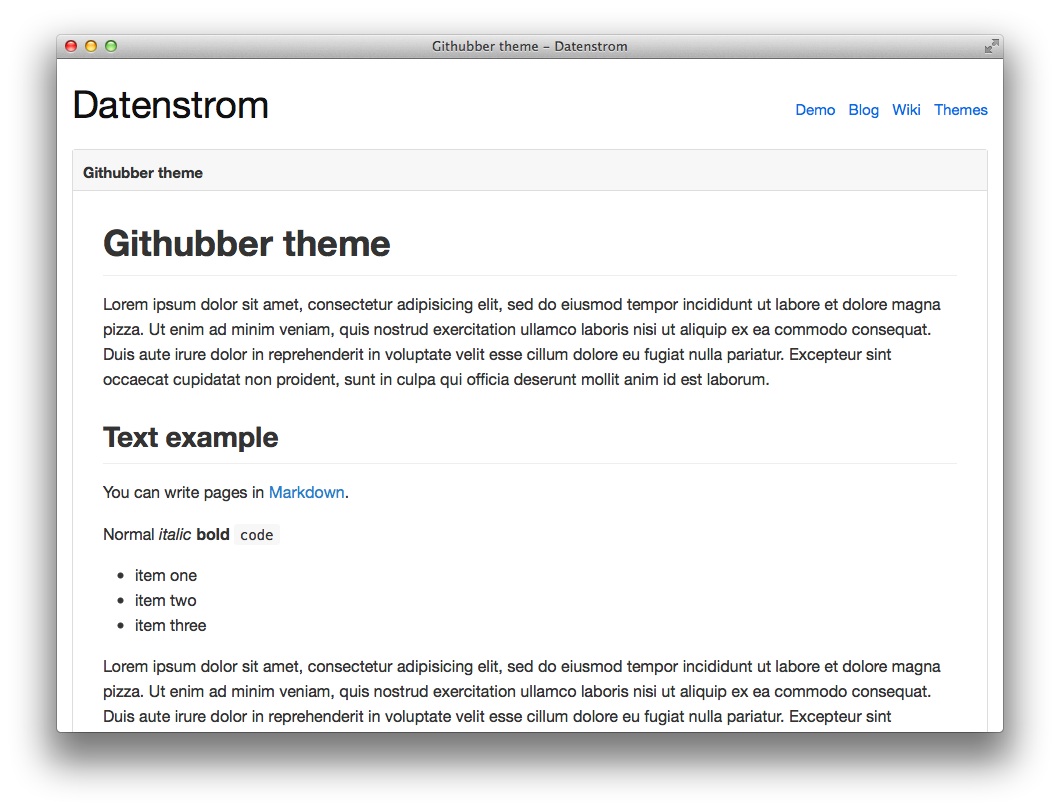 Githubber theme – Datenstrom
Datenstrom
Demo Blog Wiki Themes
Githubber theme
Githubber theme
Lorem ipsum dolor sit amet, consectetur adipisicing elit, sed do eiusmod tempor incididunt ut labore et dolore magna
pizza. Ut enim ad minim veniam, quis nostrud exercitation ullamco laboris nisi ut aliquip ex ea commodo consequat.
Duis aute irure dolor in reprehenderit in voluptate velit esse cillum dolore eu fugiat nulla pariatur. Excepteur sint
occaecat cupidatat non proident, sunt in culpa qui officia deserunt mollit anim id est laborum.
Text example
You can write pages in Markdown.
Normal italic bold code
• item one
• item two
• item three
Lorem ipsum dolor sit amet, consectetur adipisicing elit, sed do eiusmod tempor incididunt ut labore et dolore magna
pizza. Ut enim ad minim veniam, quis nostrud exercitation ullamco laboris nisi ut aliquip ex ea commodo consequat.
Duis aute irure dolor in reprehenderit in voluptate velit esse cillum dolore eu fugiat nulla pariatur. Excepteur sint